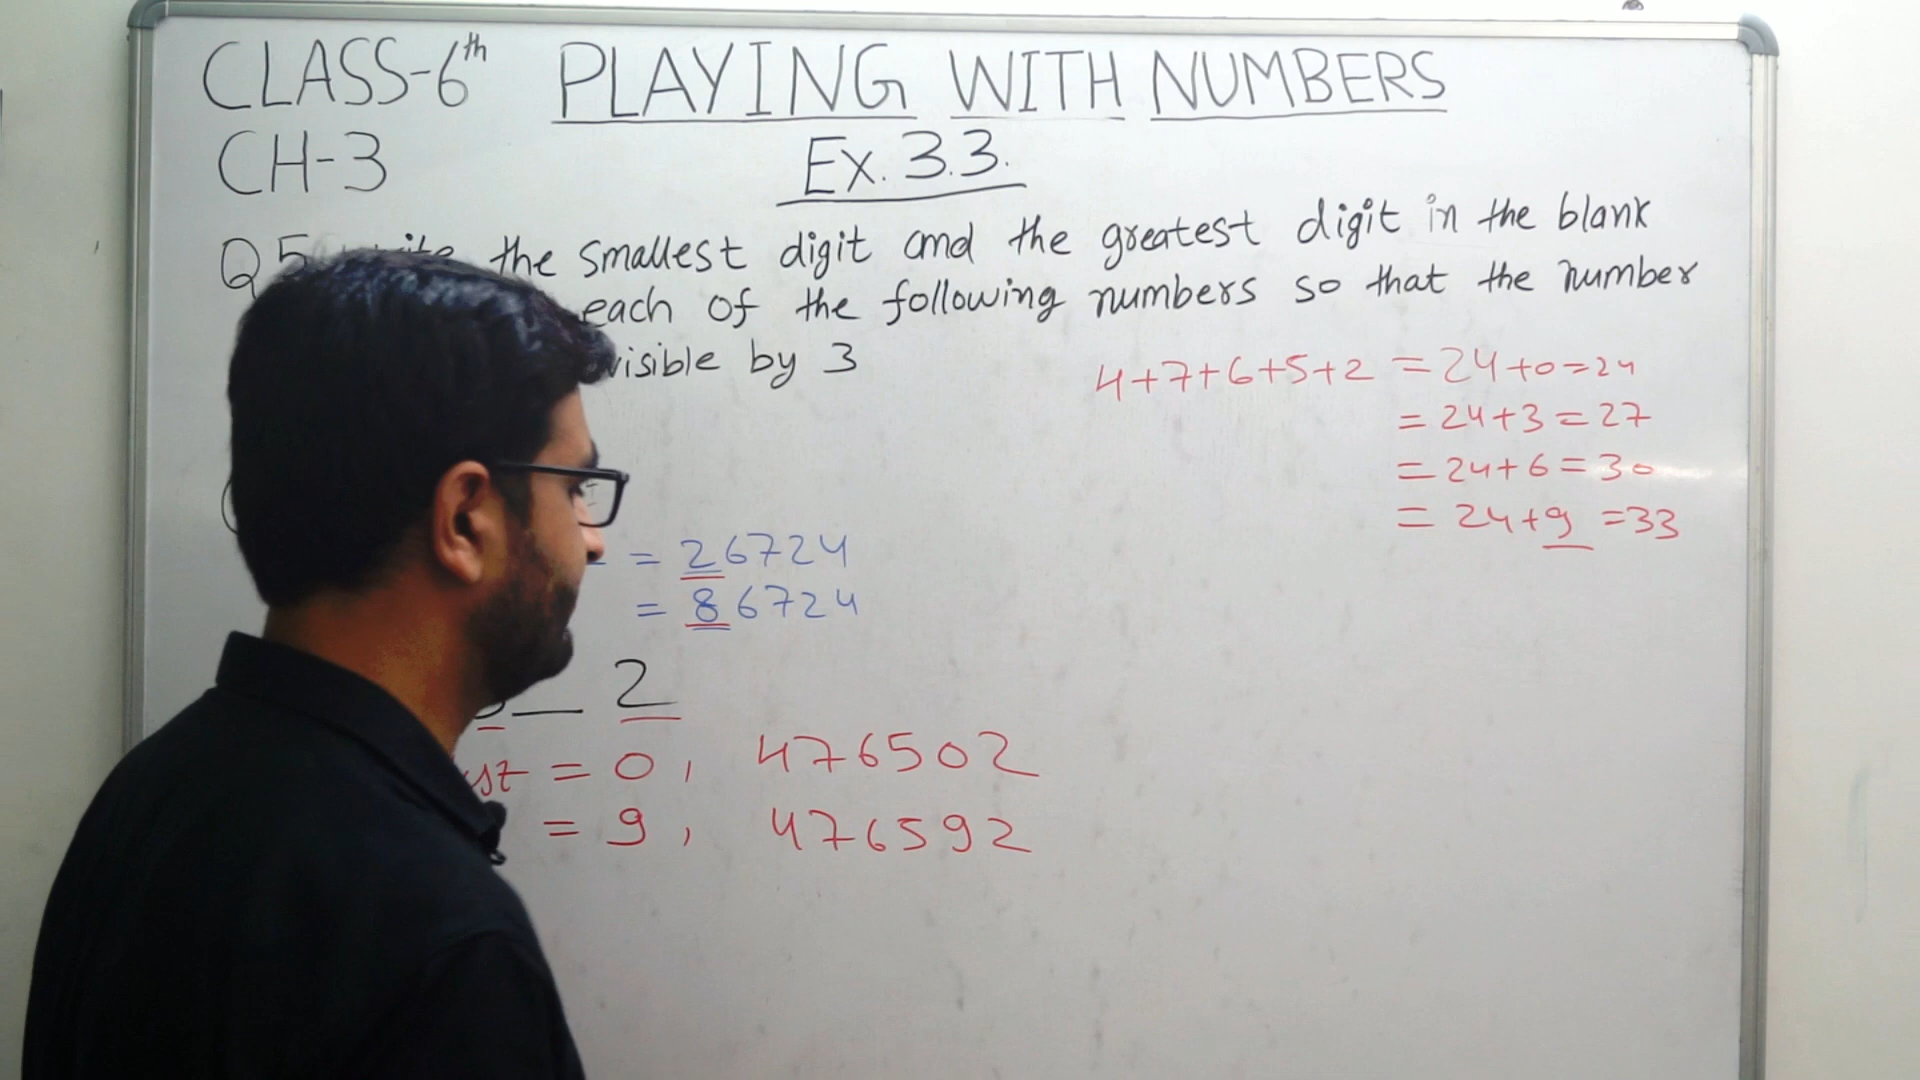 CLASS-6th PLAYING WITH NUMBERS
CH-3 Ex. 3.3.
Q5 the smallest digit and the greatest digit in the blank
each of the following numbers so that the number
visible by 3
4+7+6+5+2 = 24+0=24
= 24+3=27
= 24+6=30
= 24+9 =33
= 26724
= 86724
2
= 0, 476502
= 9, 476592